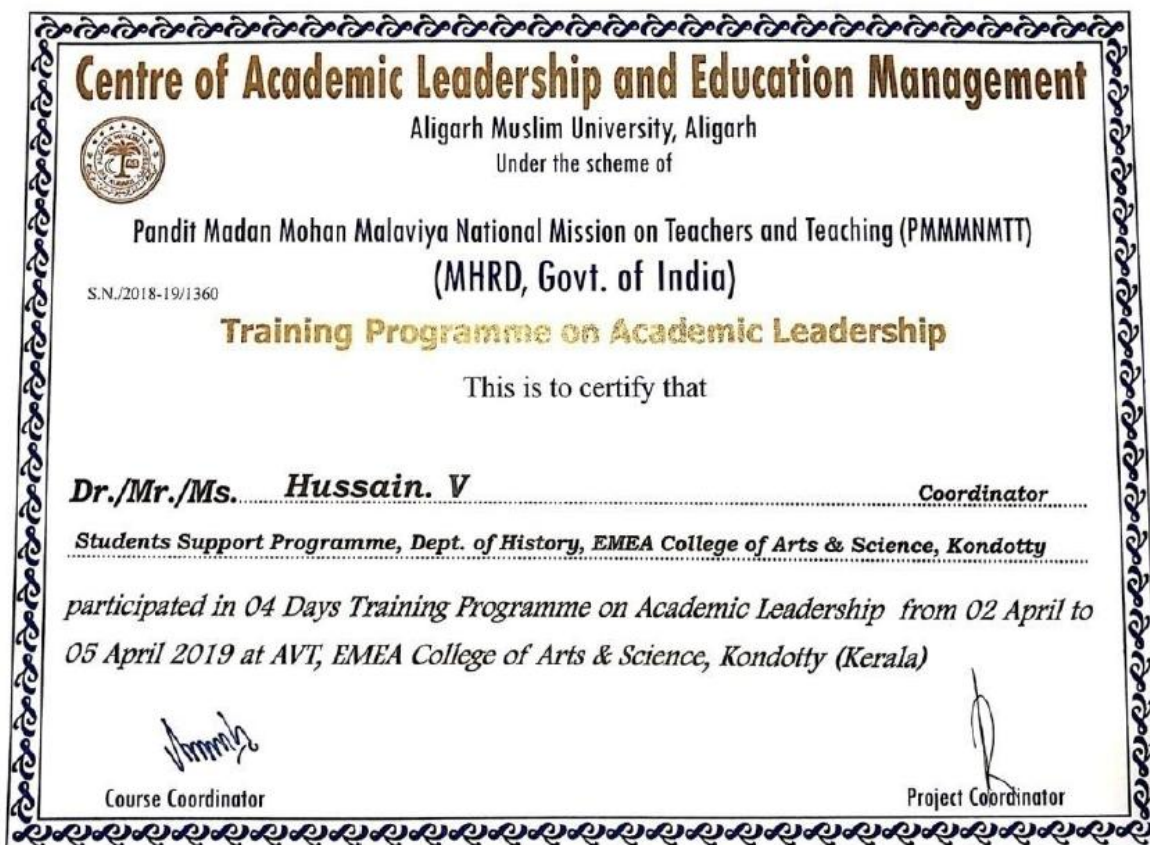 Centre of Academic Leadership and Education Management
Aligarh Muslim University, Aligarh
Under the scheme of
Pandit Madan Mohan Malaviya National Mission on Teachers and Teaching (PMMMNMTT)
(MHRD, Govt. of India)
S.N./2018-19/1360
Training Programme on Academic Leadership
This is to certify that
Dr./Mr./Ms. Hussain. V Coordinator
Students Support Programme, Dept. of History, EMEA College of Arts & Science, Kondotty
participated in 04 Days Training Programme on Academic Leadership from 02 April to
05 April 2019 at AVT, EMEA College of Arts & Science, Kondotty (Kerala)
Course Coordinator
Project Coordinator